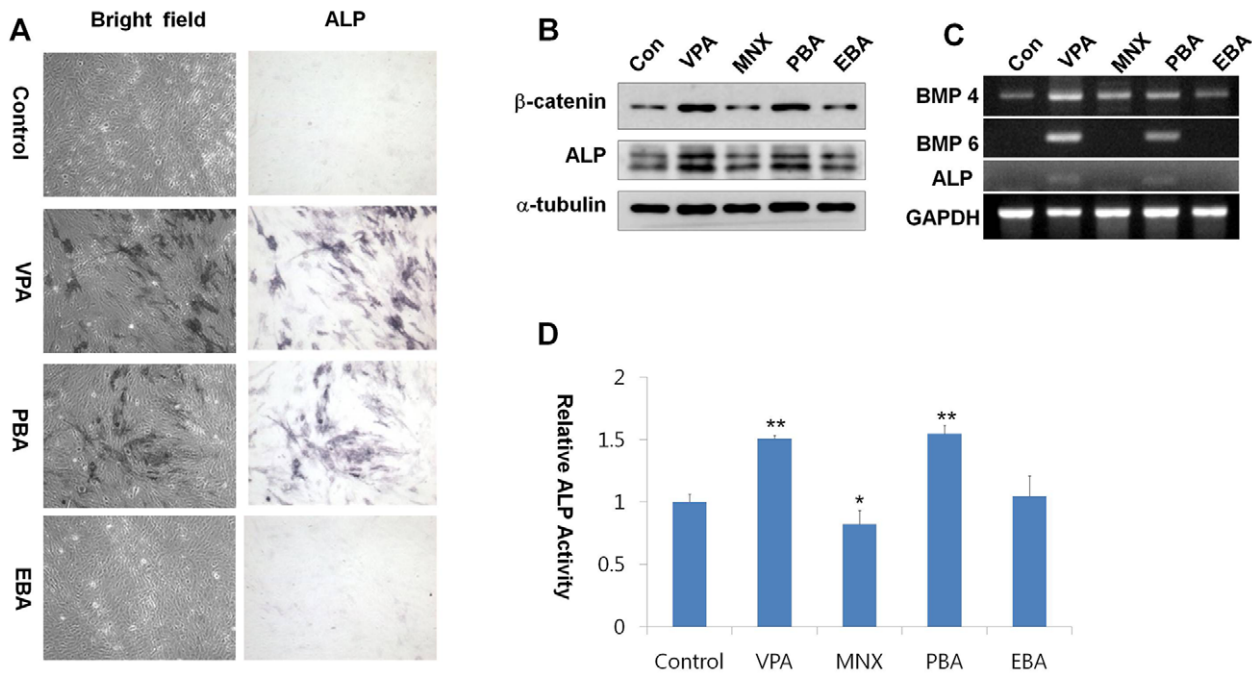 A
Bright field
ALP
Control
VPA
PBA
EBA
B
Con
VPA
MNX
PBA
EBA
β-catenin
ALP
α-tubulin
C
Con
VPA
MNX
PBA
EBA
BMP 4
BMP 6
ALP
GAPDH
D
Relative ALP Activity
2
1.5
1
0.5
0
**
*
**
Control
VPA
MNX
PBA
EBA